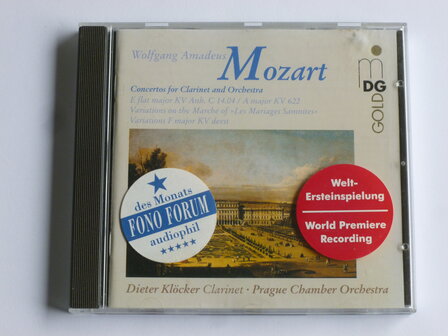 Wolfgang Amadeus
Mozart
Concertos for Clarinet and Orchestra
E flat major KV Anh. C 14.04 / A major KV 622
Variations on the Marche of »Les Mariages Samnites«
Variations F major KV deest
m
DG
GOLD
des Monats
FONO FORUM
audiophil
Welt-
Ersteinspielung
World Premiere
Recording
Dieter Klöcker Clarinet · Prague Chamber Orchestra